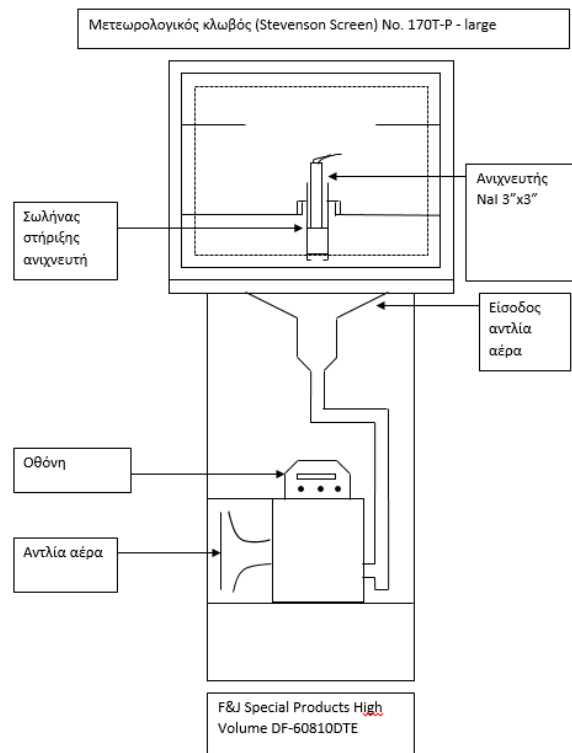 Μετεωρολογικός κλωβός (Stevenson Screen) No. 170T-P - large
Ανιχνευτής
NaI 3”x3”
Σωλήνας
στήριξης
ανιχνευτή
Είσοδος
αντλία
αέρα
Οθόνη
Αντλία αέρα
F&J Special Products High
Volume DF-60810DTE